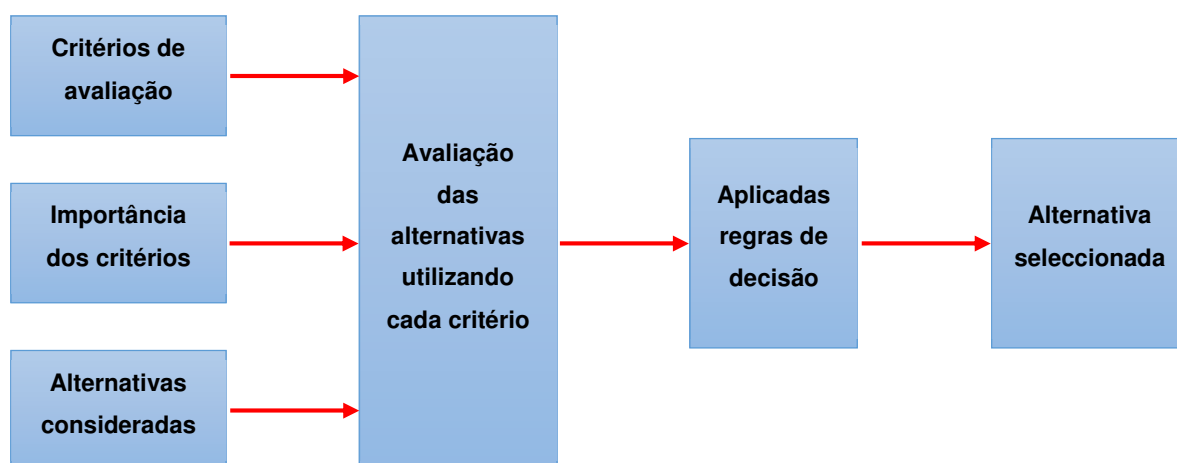 Critérios de
avaliação
Importância
dos critérios
Alternativas
consideradas
Avaliação
das
alternativas
utilizando
cada critério
Aplicadas
regras de
decisão
Alternativa
seleccionada